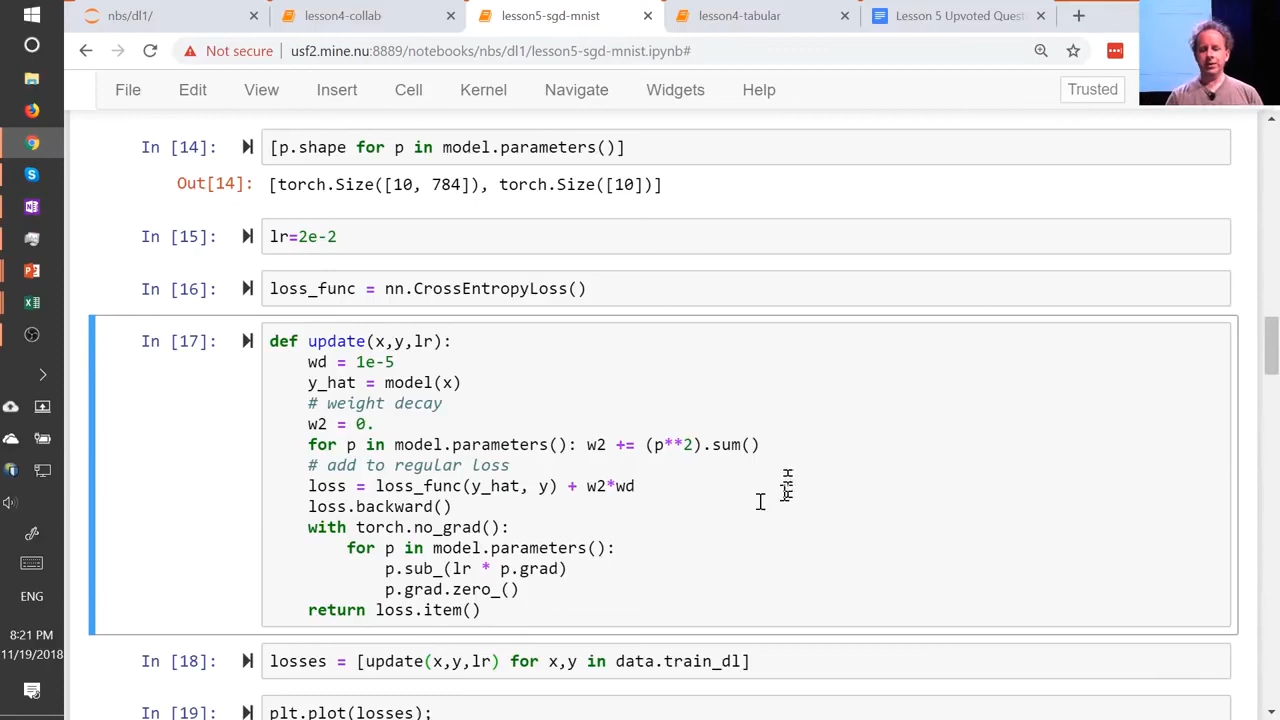 nbs/dl1/
lesson4-collab
lesson5-sgd-mnist
lesson4-tabular
Lesson 5 Upvoted Quest
Not secure
usf2.mine.nu:8889/notebooks/nbs/dl1/lesson5-sgd-mnist.ipynb#
File Edit View Insert Cell Kernel Navigate Widgets Help
Trusted
In [14]: [p.shape for p in model.parameters()]
Out[14]: [torch.Size([10, 784]), torch.Size([10])]
In [15]: lr=2e-2
In [16]: loss_func = nn.CrossEntropyLoss()
In [17]: def update(x,y,lr):
wd = 1e-5
y_hat = model(x)
# weight decay
w2 = 0.
for p in model.parameters(): w2 += (p**2).sum()
# add to regular loss
loss = loss_func(y_hat, y) + w2*wd
loss.backward()
with torch.no_grad():
for p in model.parameters():
p.sub_(lr * p.grad)
p.grad.zero_()
return loss.item()
In [18]: losses = [update(x,y,lr) for x,y in data.train_dl]
In [19]: plt.plot(losses);
ENG
8:21 PM
11/19/2018